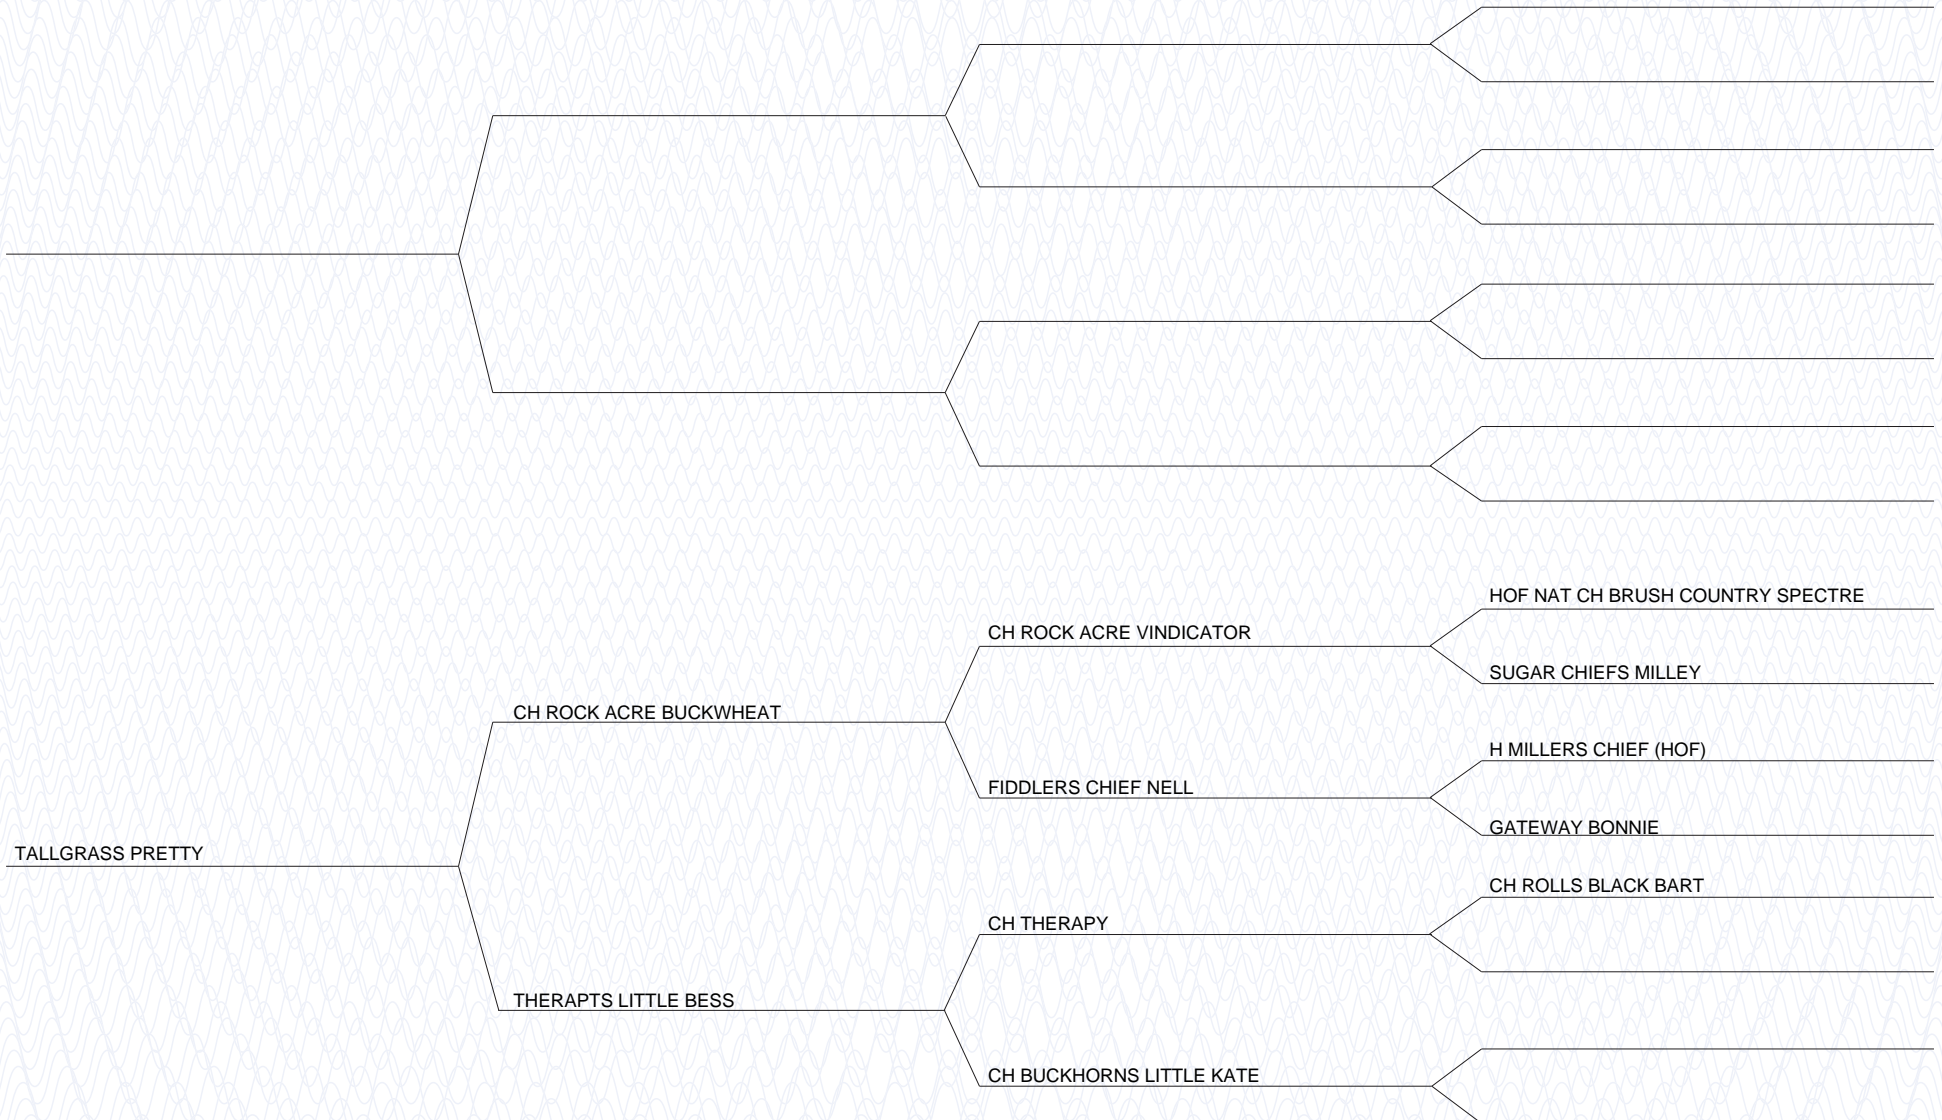 HOF NAT CH BRUSH COUNTRY SPECTRE
CH ROCK ACRE VINDICATOR
SUGAR CHIEFS MILLEY
CH ROCK ACRE BUCKWHEAT
H MILLERS CHIEF (HOF)
FIDDLERS CHIEF NELL
GATEWAY BONNIE
TALLGRASS PRETTY
CH ROLLS BLACK BART
CH THERAPY
THERAPTS LITTLE BESS
CH BUCKHORNS LITTLE KATE